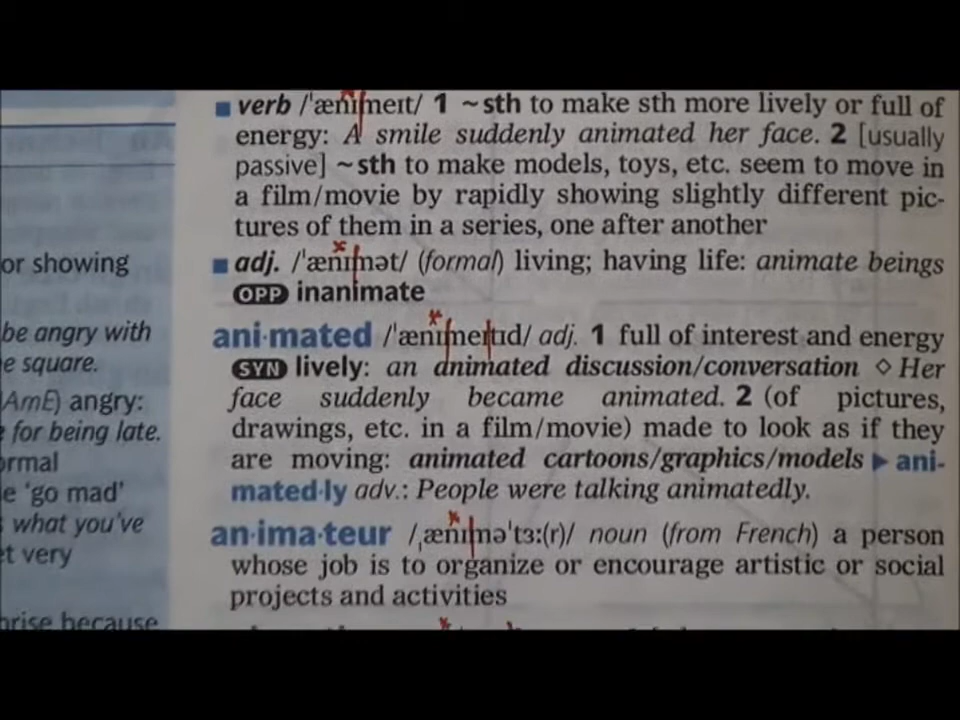 or showing
be angry with
e square.
AmE) angry:
for being late.
ormal
e 'go mad'
what you've
et very
prise because
■ verb /ˈænɪmeɪt/ 1 ~sth to make sth more lively or full of
energy: A smile suddenly animated her face. 2 [usually
passive] ~sth to make models, toys, etc. seem to move in
a film/movie by rapidly showing slightly different pic-
tures of them in a series, one after another
■ adj. /ˈænɪmət/ (formal) living; having life: animate beings
OPP inanimate
ani·mated /ˈænɪmeɪtɪd/ adj. 1 full of interest and energy
SYN lively: an animated discussion/conversation ◇ Her
face suddenly became animated. 2 (of pictures,
drawings, etc. in a film/movie) made to look as if they
are moving: animated cartoons/graphics/models ▶ ani-
mated·ly adv.: People were talking animatedly.
an·ima·teur /ˌænɪməˈtɜː(r)/ noun (from French) a person
whose job is to organize or encourage artistic or social
projects and activities